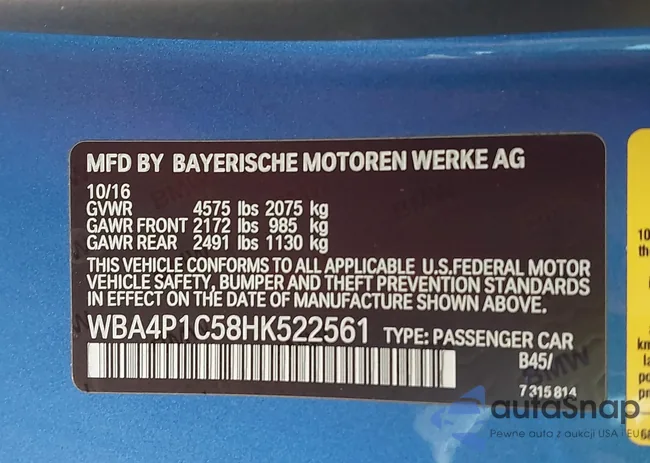 MFD BY BAYERISCHE MOTOREN WERKE AG
10/16
GVWR 4575 lbs 2075 kg
GAWR FRONT 2172 lbs 985 kg
GAWR REAR 2491 lbs 1130 kg
THIS VEHICLE CONFORMS TO ALL APPLICABLE U.S.FEDERAL MOTOR
VEHICLE SAFETY, BUMPER AND THEFT PREVENTION STANDARDS
IN EFFECT ON THE DATE OF MANUFACTURE SHOWN ABOVE.
WBA4P1C58HK522561 TYPE: PASSENGER CAR
B45/
7 315 814
autoSnap
Pewne auto z aukcji USA i EU